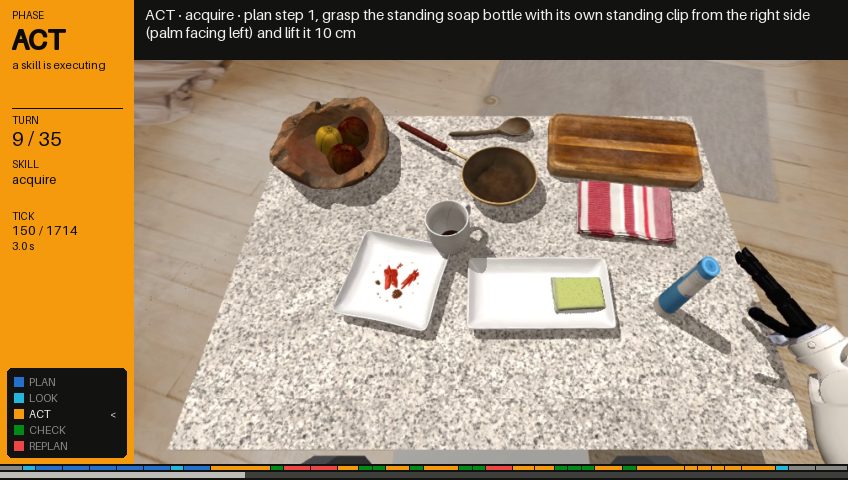 PHASE
ACT
a skill is executing
TURN
9 / 35
SKILL
acquire
TICK
150 / 1714
3.0 s
PLAN
LOOK
ACT <
CHECK
REPLAN
ACT · acquire · plan step 1, grasp the standing soap bottle with its own standing clip from the right side
(palm facing left) and lift it 10 cm